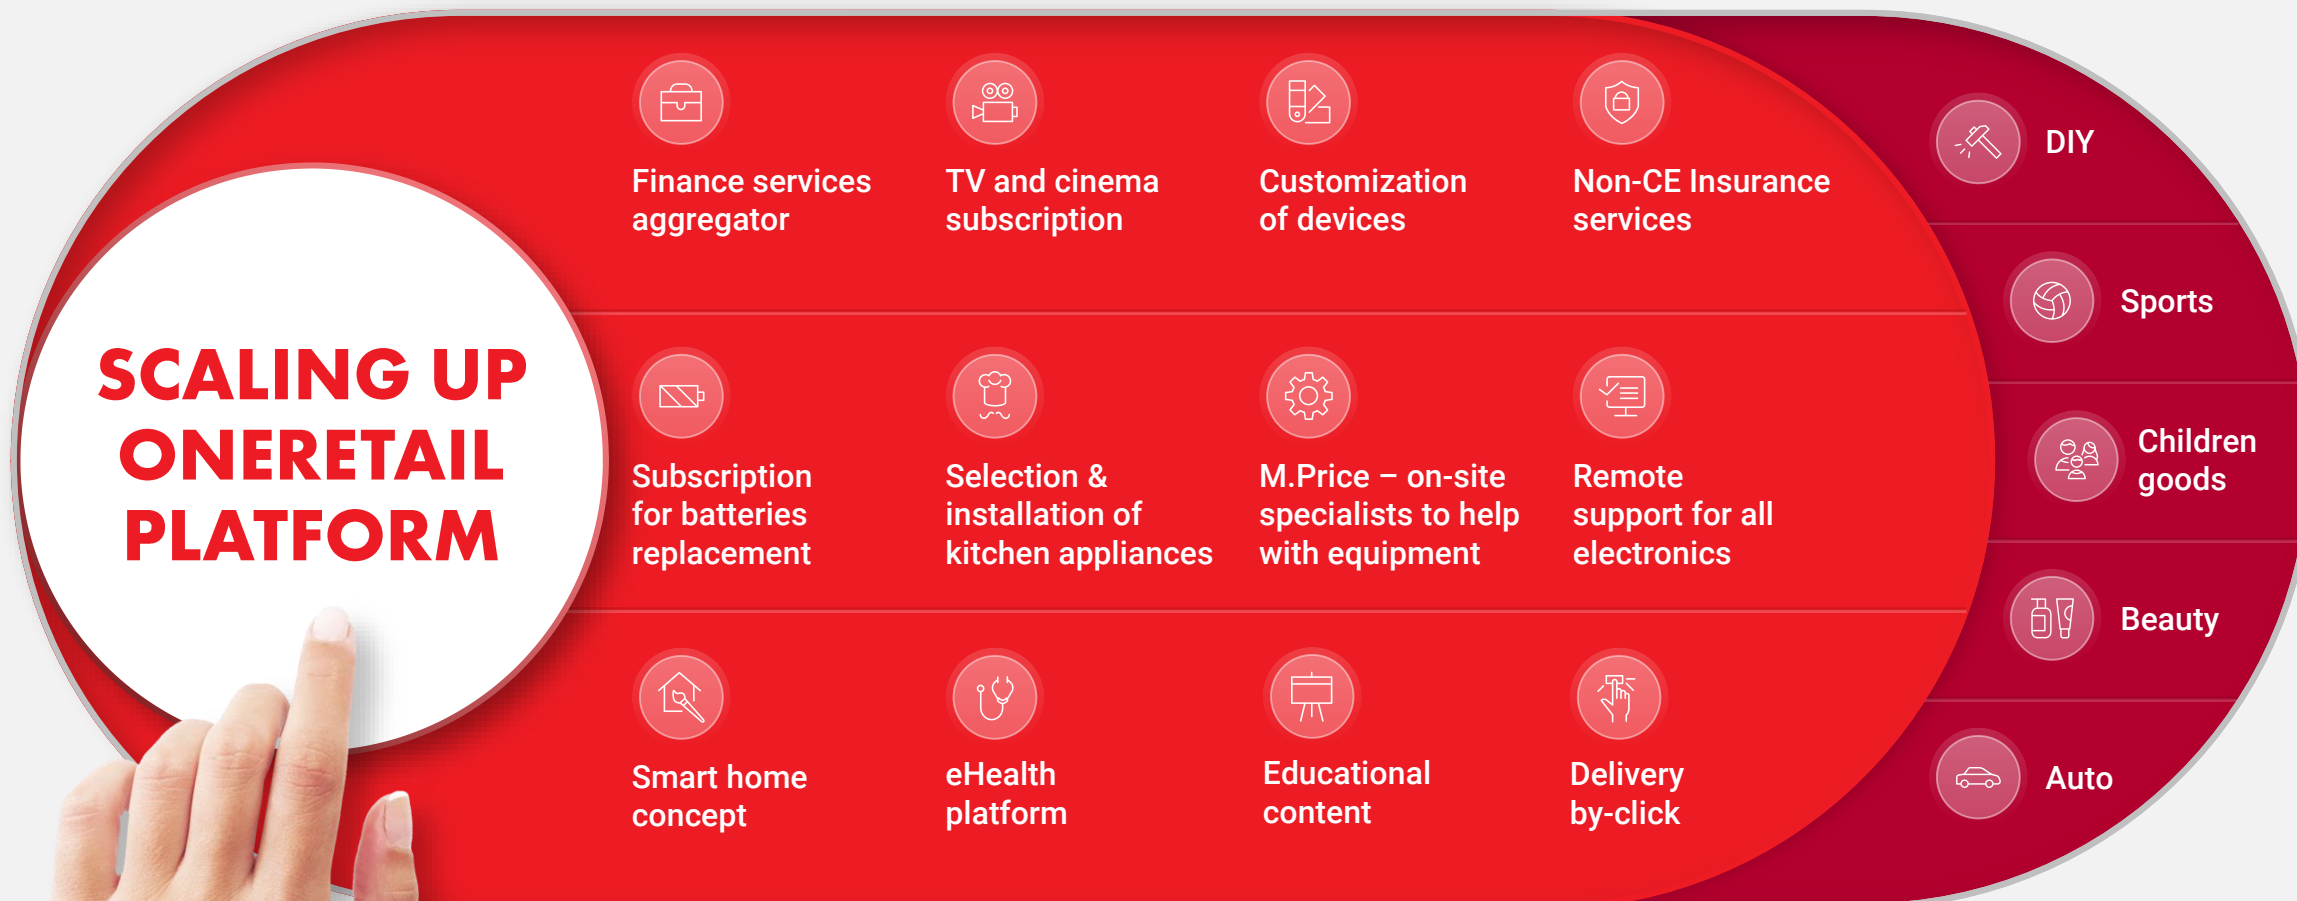 SCALING UP
ONERETAIL
PLATFORM
Finance services
aggregator
TV and cinema
subscription
Customization
of devices
Non-CE Insurance
services
Subscription
for batteries
replacement
Selection &
installation of
kitchen appliances
M.Price – on-site
specialists to help
with equipment
Remote
support for all
electronics
Smart home
concept
eHealth
platform
Educational
content
Delivery
by-click
DIY
Sports
Children
goods
Beauty
Auto